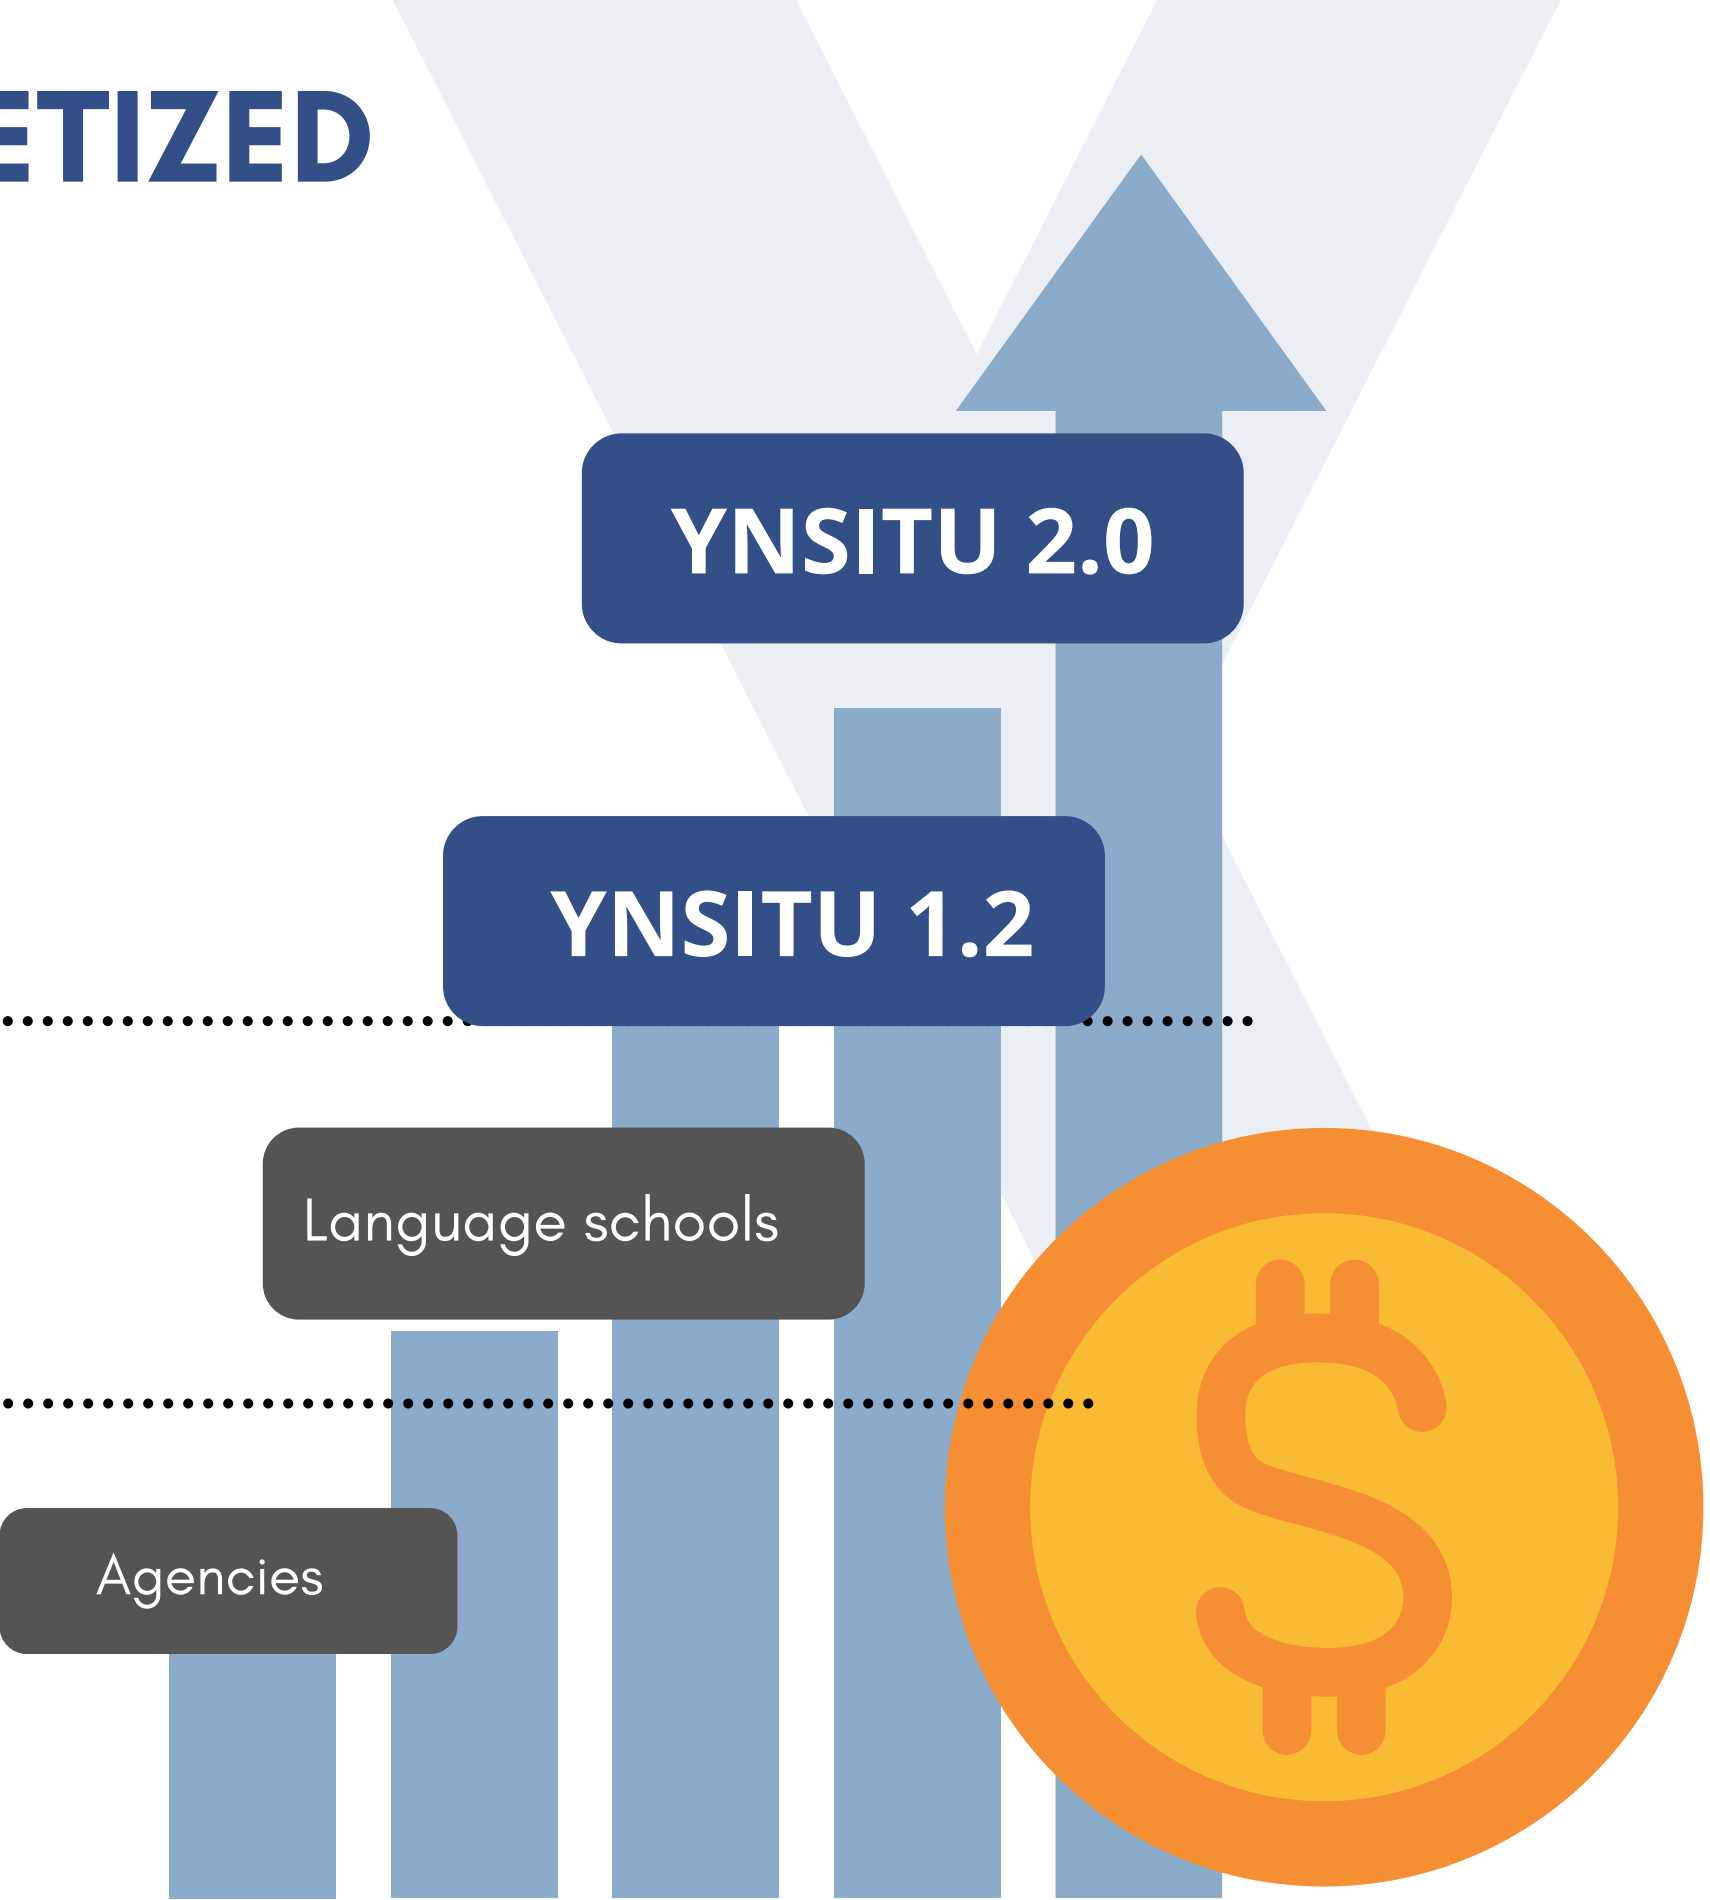 ETIZED
YNSITU 2.0
YNSITU 1.2
Language schools
Agencies
$